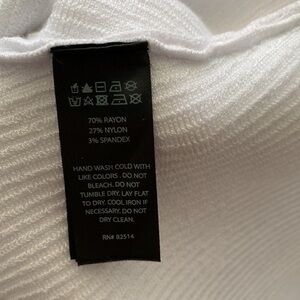 70% RAYON
27% NYLON
3% SPANDEX
HAND WASH COLD WITH
LIKE COLORS. DO NOT
BLEACH. DO NOT
TUMBLE DRY. LAY FLAT
TO DRY. COOL IRON IF
NECESSARY. DO NOT
DRY CLEAN.
RN# 82514